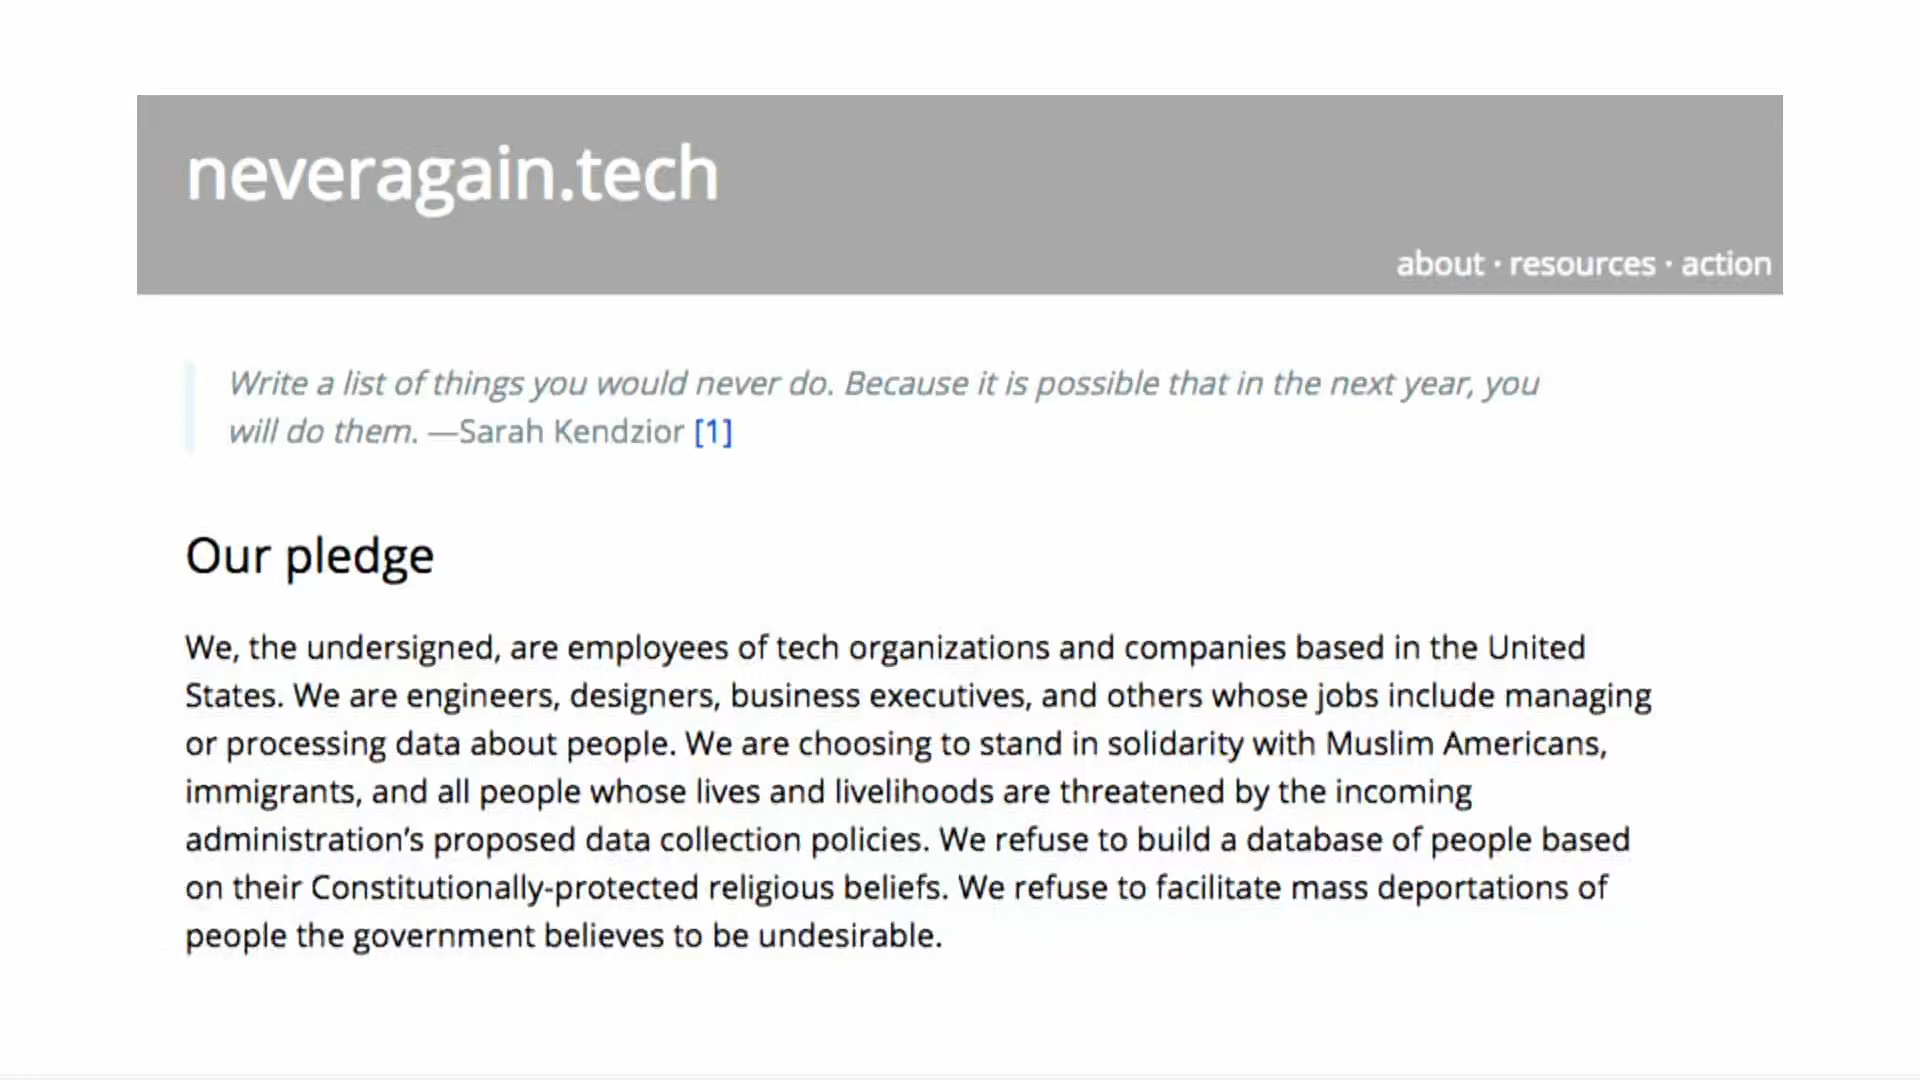 neveragain.tech
about · resources · action
Write a list of things you would never do. Because it is possible that in the next year, you
will do them. —Sarah Kendzior [1]
Our pledge
We, the undersigned, are employees of tech organizations and companies based in the United
States. We are engineers, designers, business executives, and others whose jobs include managing
or processing data about people. We are choosing to stand in solidarity with Muslim Americans,
immigrants, and all people whose lives and livelihoods are threatened by the incoming
administration’s proposed data collection policies. We refuse to build a database of people based
on their Constitutionally-protected religious beliefs. We refuse to facilitate mass deportations of
people the government believes to be undesirable.